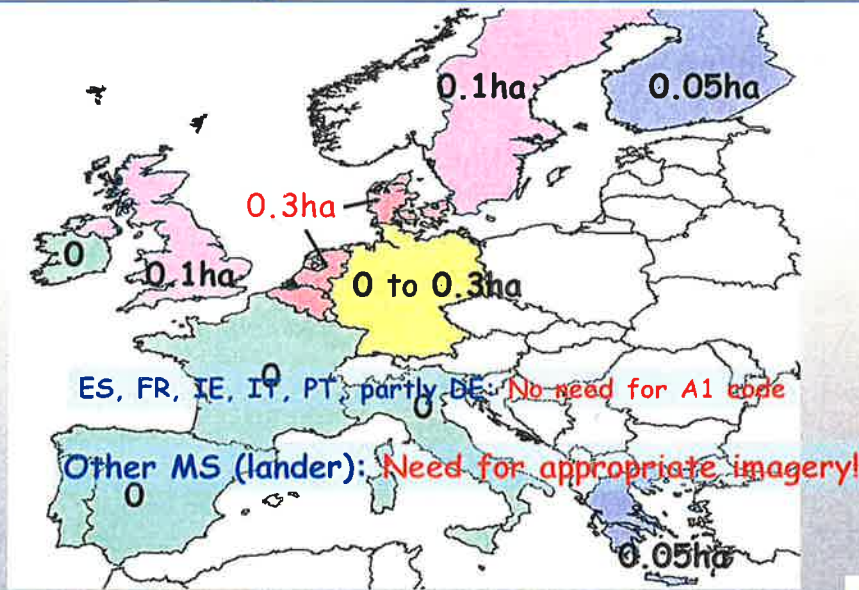 0.1ha
0.05ha
0.3ha
0
0.1ha
0 to 0.3ha
0
ES, FR, IE, IT, PT, partly DE: No need for A1 code
0
Other MS (lander): Need for appropriate imagery!
0
0.05ha